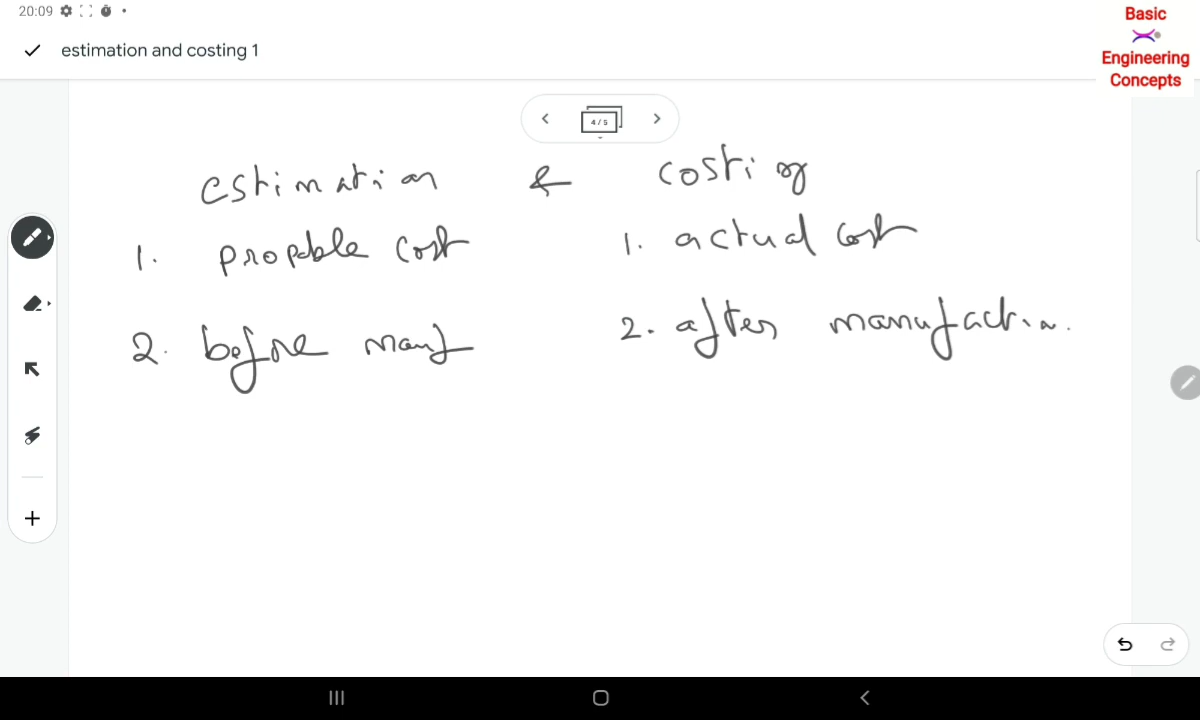 20:09
estimation and costing 1
Basic
Engineering
Concepts
4/5
estimation & costing
1. propable cost
1. actual cost
2. before manf
2. after manufactrin.